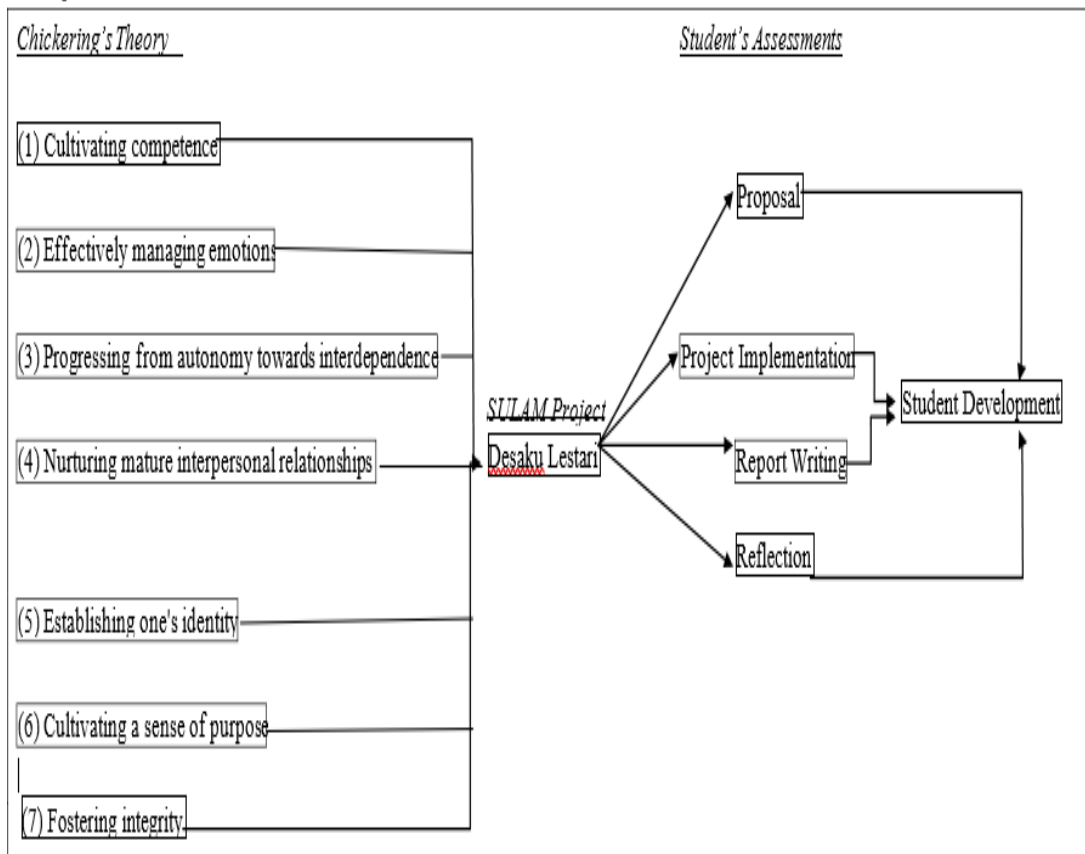 Chickering's Theory
Student's Assessments
(1) Cultivating competence
(2) Effectively managing emotions
(3) Progressing from autonomy towards interdependence
(4) Nurturing mature interpersonal relationships
(5) Establishing one's identity
(6) Cultivating a sense of purpose
(7) Fostering integrity
SULAM Project
Desaku Lestari
Proposal
Project Implementation
Report Writing
Reflection
Student Development